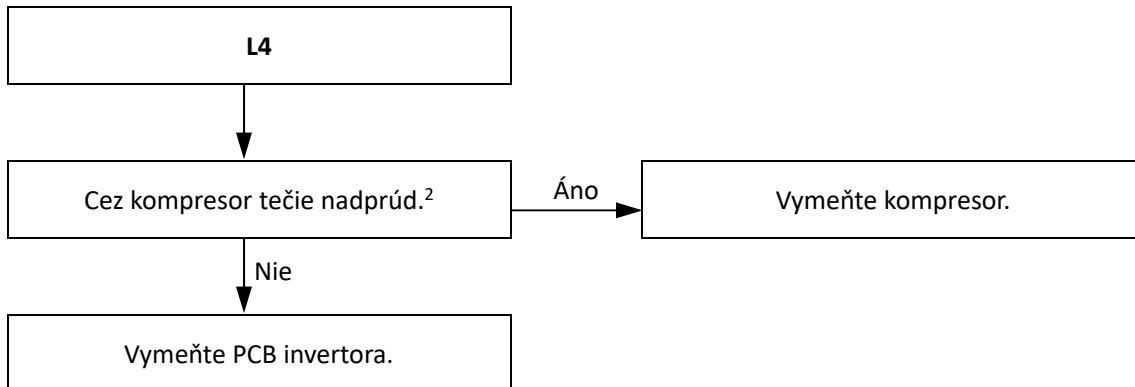 L4
Cez kompresor tečie nadprúd.²
Áno
Vymeňte kompresor.
Nie
Vymeňte PCB invertora.